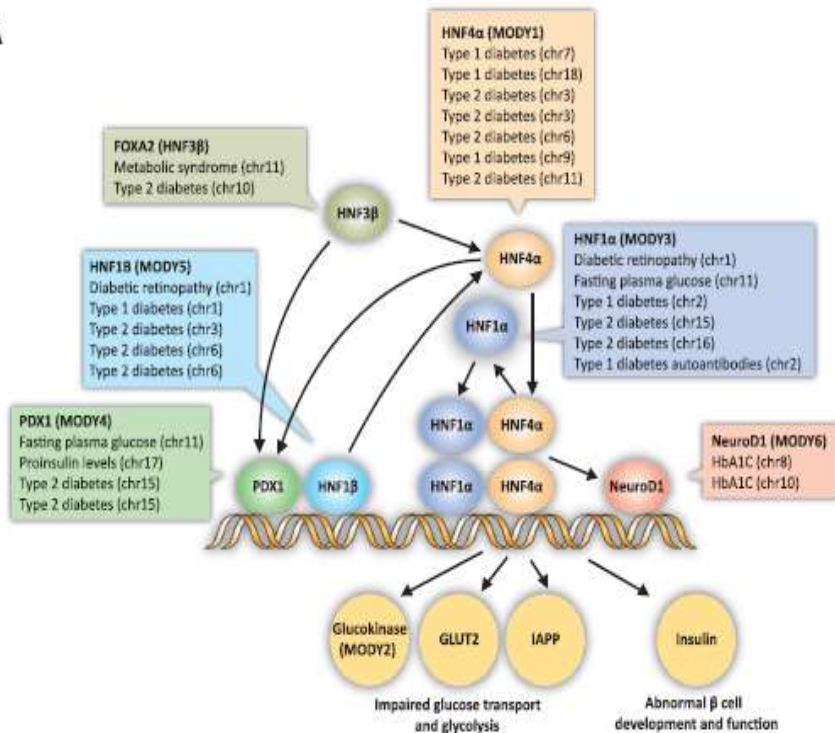 A
HNF4α (MODY1)
Type 1 diabetes (chr7)
Type 1 diabetes (chr18)
Type 2 diabetes (chr3)
Type 2 diabetes (chr3)
Type 2 diabetes (chr6)
Type 1 diabetes (chr9)
Type 2 diabetes (chr11)
FOXA2 (HNF3β)
Metabolic syndrome (chr11)
Type 2 diabetes (chr10)
HNF3β
HNF4α
HNF1α (MODY3)
Diabetic retinopathy (chr1)
Fasting plasma glucose (chr11)
Type 1 diabetes (chr2)
Type 2 diabetes (chr15)
Type 2 diabetes (chr16)
Type 1 diabetes autoantibodies (chr2)
HNF1B (MODY5)
Diabetic retinopathy (chr1)
Type 1 diabetes (chr1)
Type 2 diabetes (chr3)
Type 2 diabetes (chr6)
Type 2 diabetes (chr6)
HNF1α
PDX1 (MODY4)
Fasting plasma glucose (chr11)
Proinsulin levels (chr17)
Type 2 diabetes (chr15)
Type 2 diabetes (chr15)
HNF1α HNF4α
NeuroD1 (MODY6)
HbA1C (chr8)
HbA1C (chr10)
PDX1 HNF1β HNF1α HNF4α NeuroD1
Glucokinase
(MODY2)
GLUT2
IAPP
Insulin
Impaired glucose transport
and glycolysis
Abnormal β cell
development and function